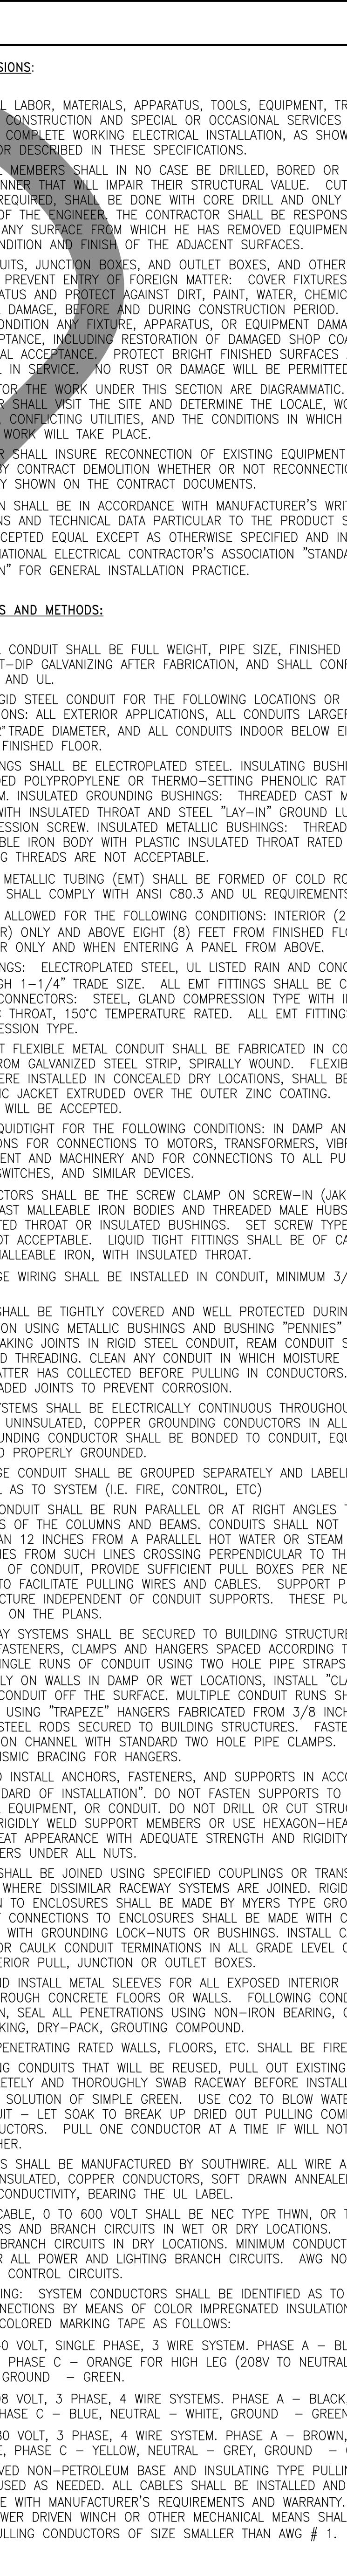 SIONS:
L LABOR, MATERIALS, APPARATUS, TOOLS, EQUIPMENT, TR
CONSTRUCTION AND SPECIAL OR OCCASIONAL SERVICES
COMPLETE WORKING ELECTRICAL INSTALLATION, AS SHOW
OR DESCRIBED IN THESE SPECIFICATIONS.
MEMBERS SHALL IN NO CASE BE DRILLED, BORED OR
NNER THAT WILL IMPAIR THEIR STRUCTURAL VALUE. CUT
REQUIRED, SHALL BE DONE WITH CORE DRILL AND ONLY
OF THE ENGINEER. THE CONTRACTOR SHALL BE RESPONS
ANY SURFACE FROM WHICH HE HAS REMOVED EQUIPMEN
NDITION AND FINISH OF THE ADJACENT SURFACES.
UITS, JUNCTION BOXES, AND OUTLET BOXES, AND OTHER
PREVENT ENTRY OF FOREIGN MATTER: COVER FIXTURES
ATUS AND PROTECT AGAINST DIRT, PAINT, WATER, CHEMIC
DAMAGE, BEFORE AND DURING CONSTRUCTION PERIOD.
ONDITION ANY FIXTURE, APPARATUS, OR EQUIPMENT DAMA
PTANCE, INCLUDING RESTORATION OF DAMAGED SHOP COA
AL ACCEPTANCE. PROTECT BRIGHT FINISHED SURFACES
IN SERVICE. NO RUST OR DAMAGE WILL BE PERMITTED
OR THE WORK UNDER THIS SECTION ARE DIAGRAMMATIC.
R SHALL VISIT THE SITE AND DETERMINE THE LOCALE, WO
CONFLICTING UTILITIES, AND THE CONDITIONS IN WHICH
WORK WILL TAKE PLACE.
R SHALL INSURE RECONNECTION OF EXISTING EQUIPMENT
BY CONTRACT DEMOLITION WHETHER OR NOT RECONNECTIO
Y SHOWN ON THE CONTRACT DOCUMENTS.
N SHALL BE IN ACCORDANCE WITH MANUFACTURER'S WRIT
NS AND TECHNICAL DATA PARTICULAR TO THE PRODUCT S
CCEPTED EQUAL EXCEPT AS OTHERWISE SPECIFIED AND IN
NATIONAL ELECTRICAL CONTRACTOR'S ASSOCIATION "STANDA
N" FOR GENERAL INSTALLATION PRACTICE.
S AND METHODS:
CONDUIT SHALL BE FULL WEIGHT, PIPE SIZE, FINISHED
T-DIP GALVANIZING AFTER FABRICATION, AND SHALL CONF
AND UL.
GID STEEL CONDUIT FOR THE FOLLOWING LOCATIONS OR
IONS: ALL EXTERIOR APPLICATIONS, ALL CONDUITS LARGER
2" TRADE DIAMETER, AND ALL CONDUITS INDOOR BELOW EI
FINISHED FLOOR.
NGS SHALL BE ELECTROPLATED STEEL. INSULATING BUSHI
DED POLYPROPYLENE OR THERMO-SETTING PHENOLIC RAT
M. INSULATED GROUNDING BUSHINGS: THREADED CAST M
WITH INSULATED THROAT AND STEEL "LAY-IN" GROUND LU
ESSION SCREW. INSULATED METALLIC BUSHINGS: THREAD
BLE IRON BODY WITH PLASTIC INSULATED THROAT RATED
G THREADS ARE NOT ACCEPTABLE.
METALLIC TUBING (EMT) SHALL BE FORMED OF COLD RO
SHALL COMPLY WITH ANSI C80.3 AND UL REQUIREMENTS
ALLOWED FOR THE FOLLOWING CONDITIONS: INTERIOR (2
R) ONLY AND ABOVE EIGHT (8) FEET FROM FINISHED FLO
R ONLY AND WHEN ENTERING A PANEL FROM ABOVE.
NGS: ELECTROPLATED STEEL, UL LISTED RAIN AND CONC
GH 1-1/4" TRADE SIZE. ALL EMT FITTINGS SHALL BE C
CONNECTORS: STEEL, GLAND COMPRESSION TYPE WITH I
THROAT, 150°C TEMPERATURE RATED. ALL EMT FITTING
ESSION TYPE.
T FLEXIBLE METAL CONDUIT SHALL BE FABRICATED IN CO
ROM GALVANIZED STEEL STRIP, SPIRALLY WOUND. FLEXIB
ERE INSTALLED IN CONCEALED DRY LOCATIONS, SHALL BE
IC JACKET EXTRUDED OVER THE OUTER ZINC COATING.
WILL BE ACCEPTED.
QUIDTIGHT FOR THE FOLLOWING CONDITIONS: IN DAMP AN
ONS FOR CONNECTIONS TO MOTORS, TRANSFORMERS, VIBR
ENT AND MACHINERY AND FOR CONNECTIONS TO ALL PU
SWITCHES, AND SIMILAR DEVICES.
CTORS SHALL BE THE SCREW CLAMP ON SCREW-IN (JAK
AST MALLEABLE IRON BODIES AND THREADED MALE HUBS
TED THROAT OR INSULATED BUSHINGS. SET SCREW TYPE
OT ACCEPTABLE. LIQUID TIGHT FITTINGS SHALL BE OF CA
MALLEABLE IRON, WITH INSULATED THROAT.
GE WIRING SHALL BE INSTALLED IN CONDUIT, MINIMUM 3/
SHALL BE TIGHTLY COVERED AND WELL PROTECTED DURIN
ON USING METALLIC BUSHINGS AND BUSHING "PENNIES"
AKING JOINTS IN RIGID STEEL CONDUIT, REAM CONDUIT S
D THREADING. CLEAN ANY CONDUIT IN WHICH MOISTURE
ATTER HAS COLLECTED BEFORE PULLING IN CONDUCTORS.
ADED JOINTS TO PREVENT CORROSION.
YSTEMS SHALL BE ELECTRICALLY CONTINUOUS THROUGHOU
UNINSULATED, COPPER GROUNDING CONDUCTORS IN ALL
UNDING CONDUCTOR SHALL BE BONDED TO CONDUIT, EQU
D PROPERLY GROUNDED.
GE CONDUIT SHALL BE GROUPED SEPARATELY AND LABELE
L AS TO SYSTEM (I.E. FIRE, CONTROL, ETC)
ONDUIT SHALL BE RUN PARALLEL OR AT RIGHT ANGLES T
S OF THE COLUMNS AND BEAMS. CONDUITS SHALL NOT
AN 12 INCHES FROM A PARALLEL HOT WATER OR STEAM
HES FROM SUCH LINES CROSSING PERPENDICULAR TO TH
OF CONDUIT, PROVIDE SUFFICIENT PULL BOXES PER NE
TO FACILITATE PULLING WIRES AND CABLES. SUPPORT P
CTURE INDEPENDENT OF CONDUIT SUPPORTS. THESE PU
ON THE PLANS.
AY SYSTEMS SHALL BE SECURED TO BUILDING STRUCTURE
FASTENERS, CLAMPS AND HANGERS SPACED ACCORDING T
INGLE RUNS OF CONDUIT USING TWO HOLE PIPE STRAPS
LY ON WALLS IN DAMP OR WET LOCATIONS, INSTALL "CLA
CONDUIT OFF THE SURFACE. MULTIPLE CONDUIT RUNS SH
USING "TRAPEZE" HANGERS FABRICATED FROM 3/8 INCH
STEEL RODS SECURED TO BUILDING STRUCTURES. FASTE
ON CHANNEL WITH STANDARD TWO HOLE PIPE CLAMPS.
EISMIC BRACING FOR HANGERS.
D INSTALL ANCHORS, FASTENERS, AND SUPPORTS IN ACCO
DARD OF INSTALLATION". DO NOT FASTEN SUPPORTS TO
EQUIPMENT, OR CONDUIT. DO NOT DRILL OR CUT STRUC
RIGIDLY WELD SUPPORT MEMBERS OR USE HEXAGON-HEA
EAT APPEARANCE WITH ADEQUATE STRENGTH AND RIGIDITY
ERS UNDER ALL NUTS.
SHALL BE JOINED USING SPECIFIED COUPLINGS OR TRANS
WHERE DISSIMILAR RACEWAY SYSTEMS ARE JOINED. RIGID
N TO ENCLOSURES SHALL BE MADE BY MYERS TYPE GRO
T CONNECTIONS TO ENCLOSURES SHALL BE MADE WITH C
WITH GROUNDING LOCK-NUTS OR BUSHINGS. INSTALL CA
OR CAULK CONDUIT TERMINATIONS IN ALL GRADE LEVEL O
ERIOR PULL, JUNCTION OR OUTLET BOXES.
ND INSTALL METAL SLEEVES FOR ALL EXPOSED INTERIOR
ROUGH CONCRETE FLOORS OR WALLS. FOLLOWING COND
N, SEAL ALL PENETRATIONS USING NON-IRON BEARING, C
KING, DRY-PACK, GROUTING COMPOUND.
PENETRATING RATED WALLS, FLOORS, ETC. SHALL BE FIRE
NG CONDUITS THAT WILL BE REUSED, PULL OUT EXISTING
ETELY AND THOROUGHLY SWAB RACEWAY BEFORE INSTALL
SOLUTION OF SIMPLE GREEN. USE CO2 TO BLOW WATE
UIT - LET SOAK TO BREAK UP DRIED OUT PULLING COMP
UCTORS. PULL ONE CONDUCTOR AT A TIME IF WILL NOT
HER.
S SHALL BE MANUFACTURED BY SOUTHWIRE. ALL WIRE A
NSULATED, COPPER CONDUCTORS, SOFT DRAWN ANNEALED
CONDUCTIVITY, BEARING THE UL LABEL.
CABLE, 0 TO 600 VOLT SHALL BE NEC TYPE THWN, OR T
RS AND BRANCH CIRCUITS IN WET OR DRY LOCATIONS.
BRANCH CIRCUITS IN DRY LOCATIONS. MINIMUM CONDUCT
R ALL POWER AND LIGHTING BRANCH CIRCUITS. AWG NO
CONTROL CIRCUITS.
ING: SYSTEM CONDUCTORS SHALL BE IDENTIFIED AS TO
NECTIONS BY MEANS OF COLOR IMPREGNATED INSULATION
COLORED MARKING TAPE AS FOLLOWS:
40 VOLT, SINGLE PHASE, 3 WIRE SYSTEM. PHASE A - BL
PHASE C - ORANGE FOR HIGH LEG (208V TO NEUTRAL
GROUND - GREEN.
08 VOLT, 3 PHASE, 4 WIRE SYSTEMS. PHASE A - BLACK,
HASE C - BLUE, NEUTRAL - WHITE, GROUND - GREEN
80 VOLT, 3 PHASE, 4 WIRE SYSTEM. PHASE A - BROWN,
E, PHASE C - YELLOW, NEUTRAL - GREY, GROUND - G
VED NON-PETROLEUM BASE AND INSULATING TYPE PULLIN
USED AS NEEDED. ALL CABLES SHALL BE INSTALLED AND
E WITH MANUFACTURER'S REQUIREMENTS AND WARRANTY.
WER DRIVEN WINCH OR OTHER MECHANICAL MEANS SHAL
ULLING CONDUCTORS OF SIZE SMALLER THAN AWG # 1.